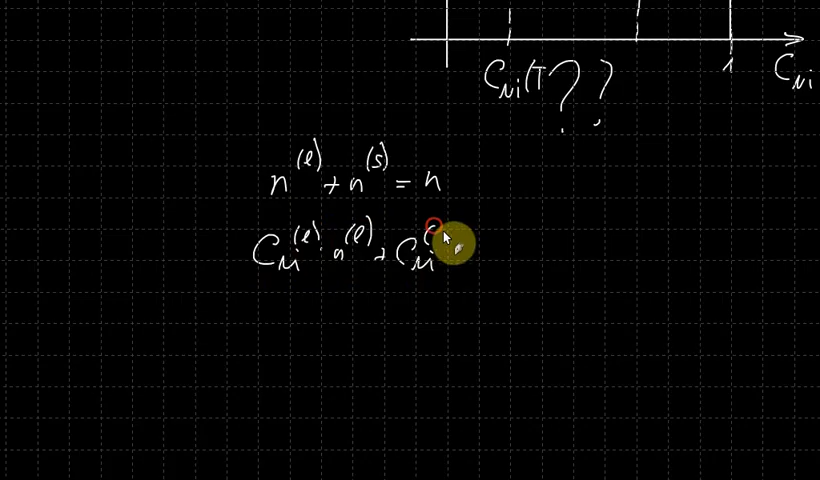 1
C_Ni
C_Ni(T ??
n^(l) + n^(s) = n
C_Ni^(l) · n^(l) + C_Ni^(